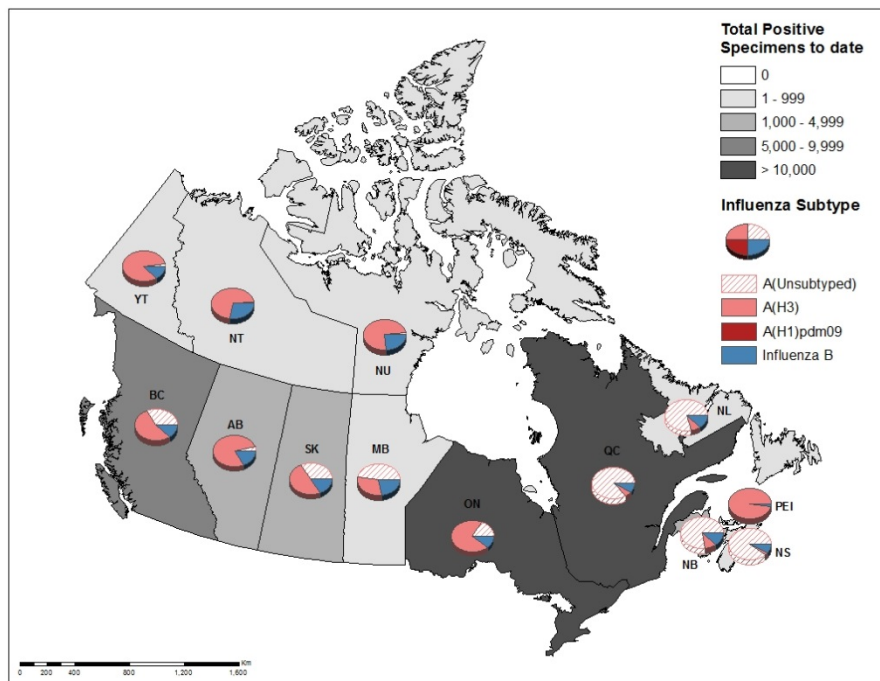 Total Positive
Specimens to date
0
1 - 999
1,000 - 4,999
5,000 - 9,999
> 10,000
Influenza Subtype
A(Unsubtyped)
A(H3)
A(H1)pdm09
Influenza B
YT
NT
NU
BC
AB
SK
MB
ON
QC
NL
PEI
NB
NS
Km
0 200 400 800 1,200 1,600